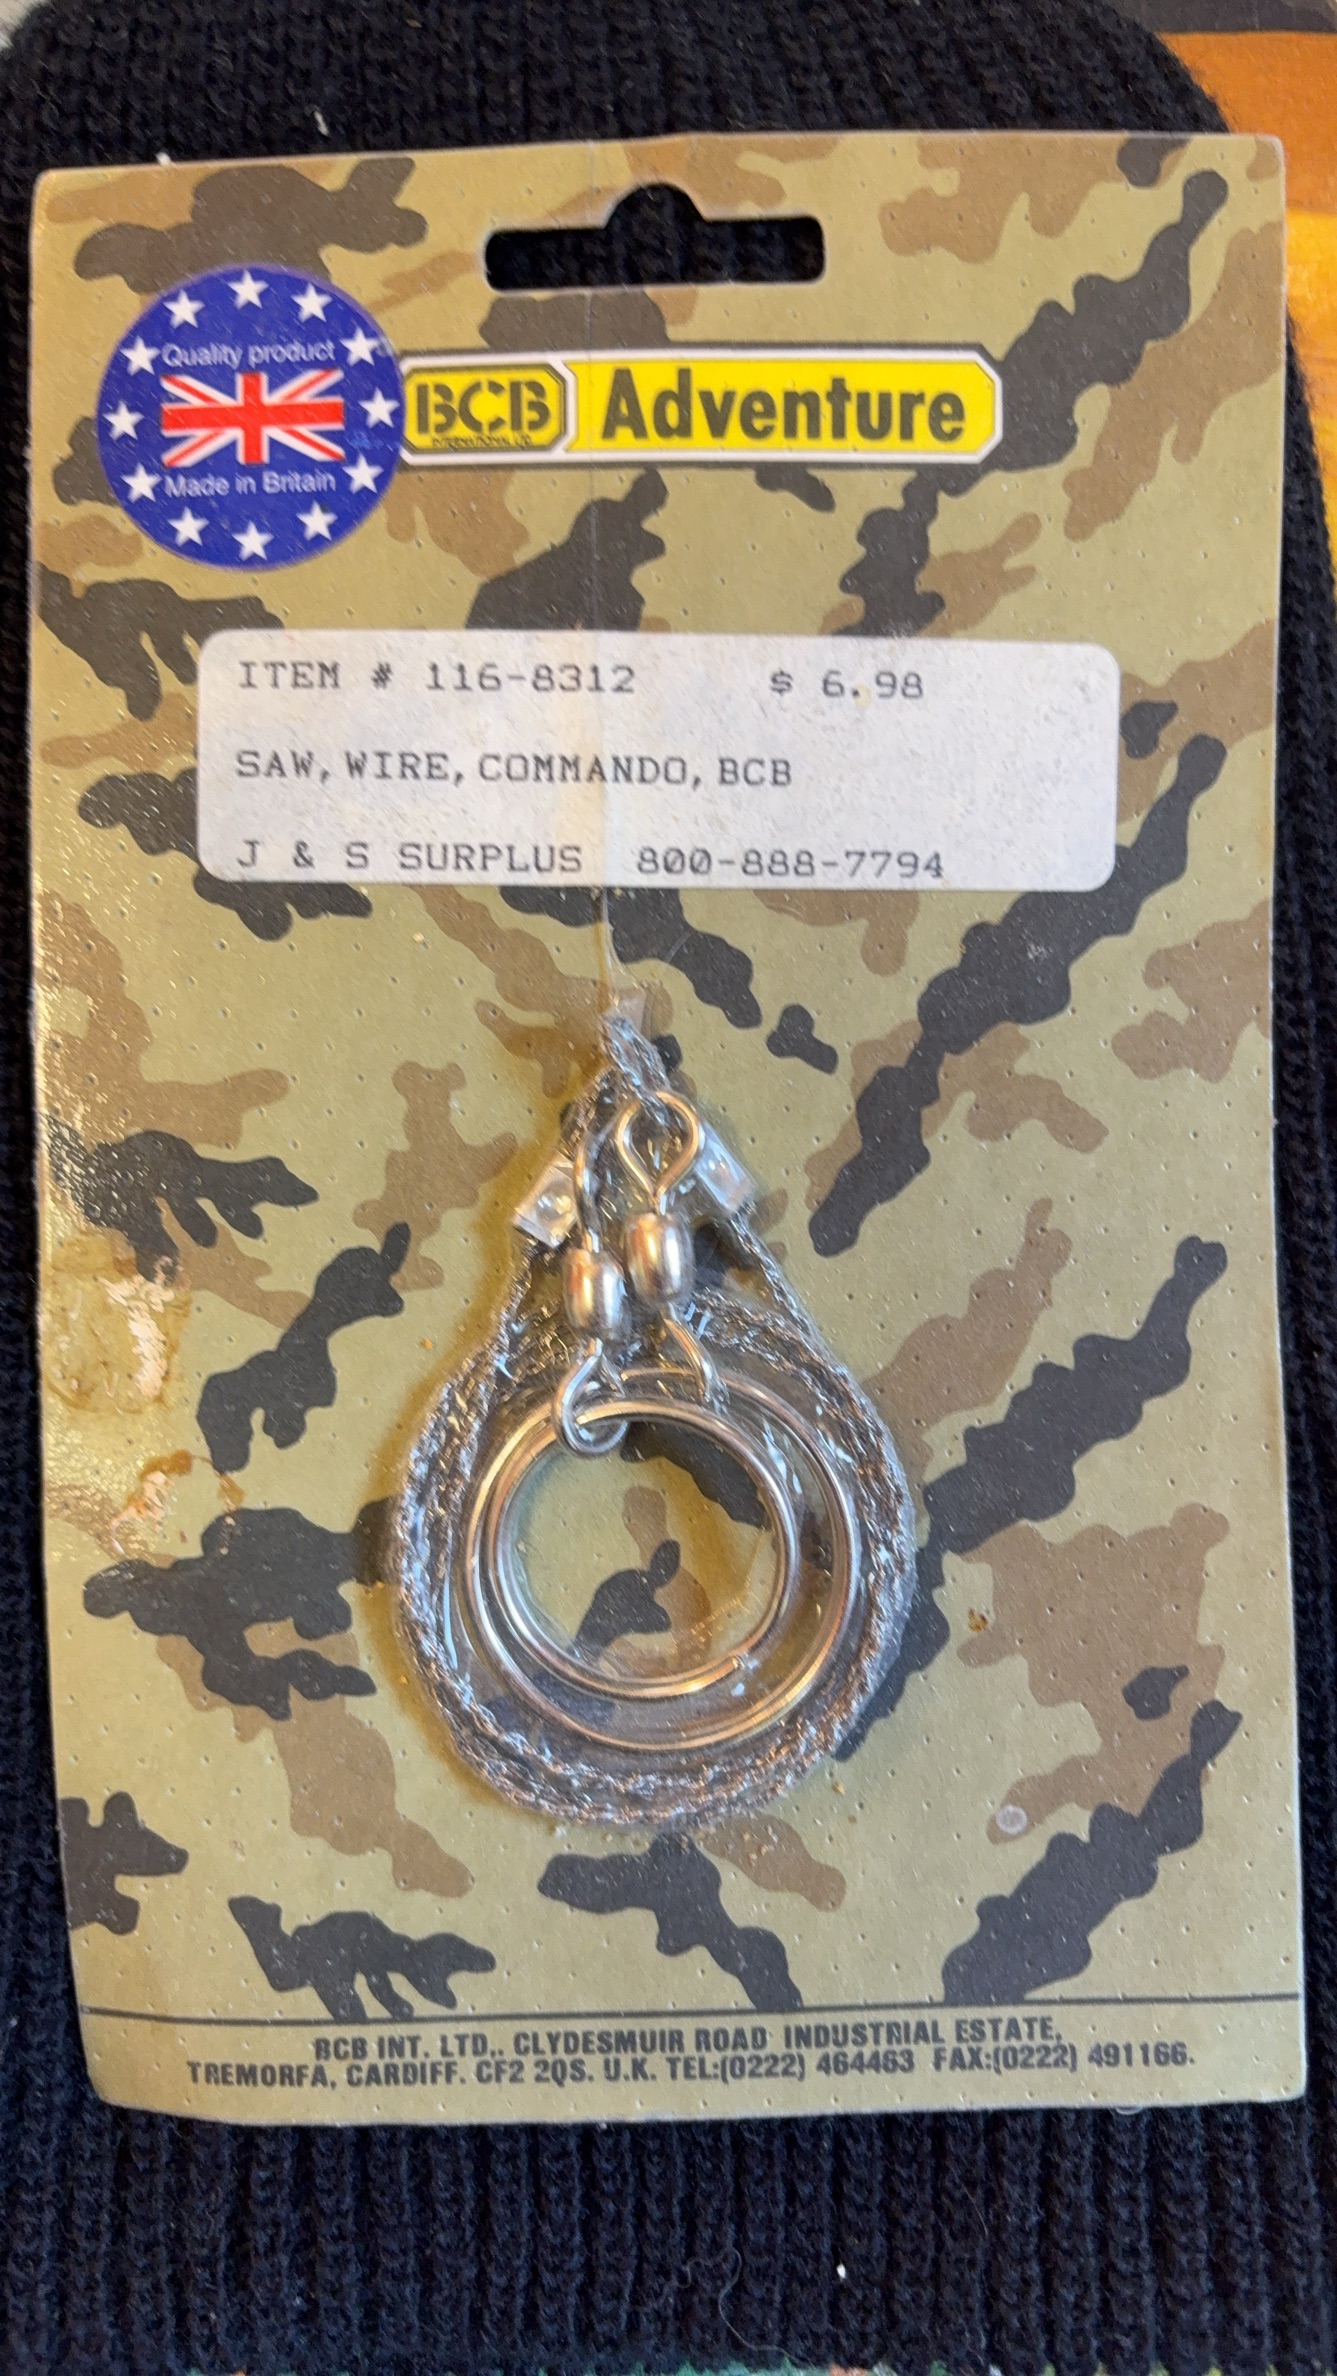 Quality product
Made in Britain
BCB Adventure
ITEM # 116-8312 $ 6.98
SAW, WIRE, COMMANDO, BCB
J & S SURPLUS 800-888-7794
BCB INT. LTD,. CLYDESMUIR ROAD INDUSTRIAL ESTATE,
TREMORFA, CARDIFF. CF2 2QS. U.K. TEL:(0222) 464463 FAX:(0222) 491166.